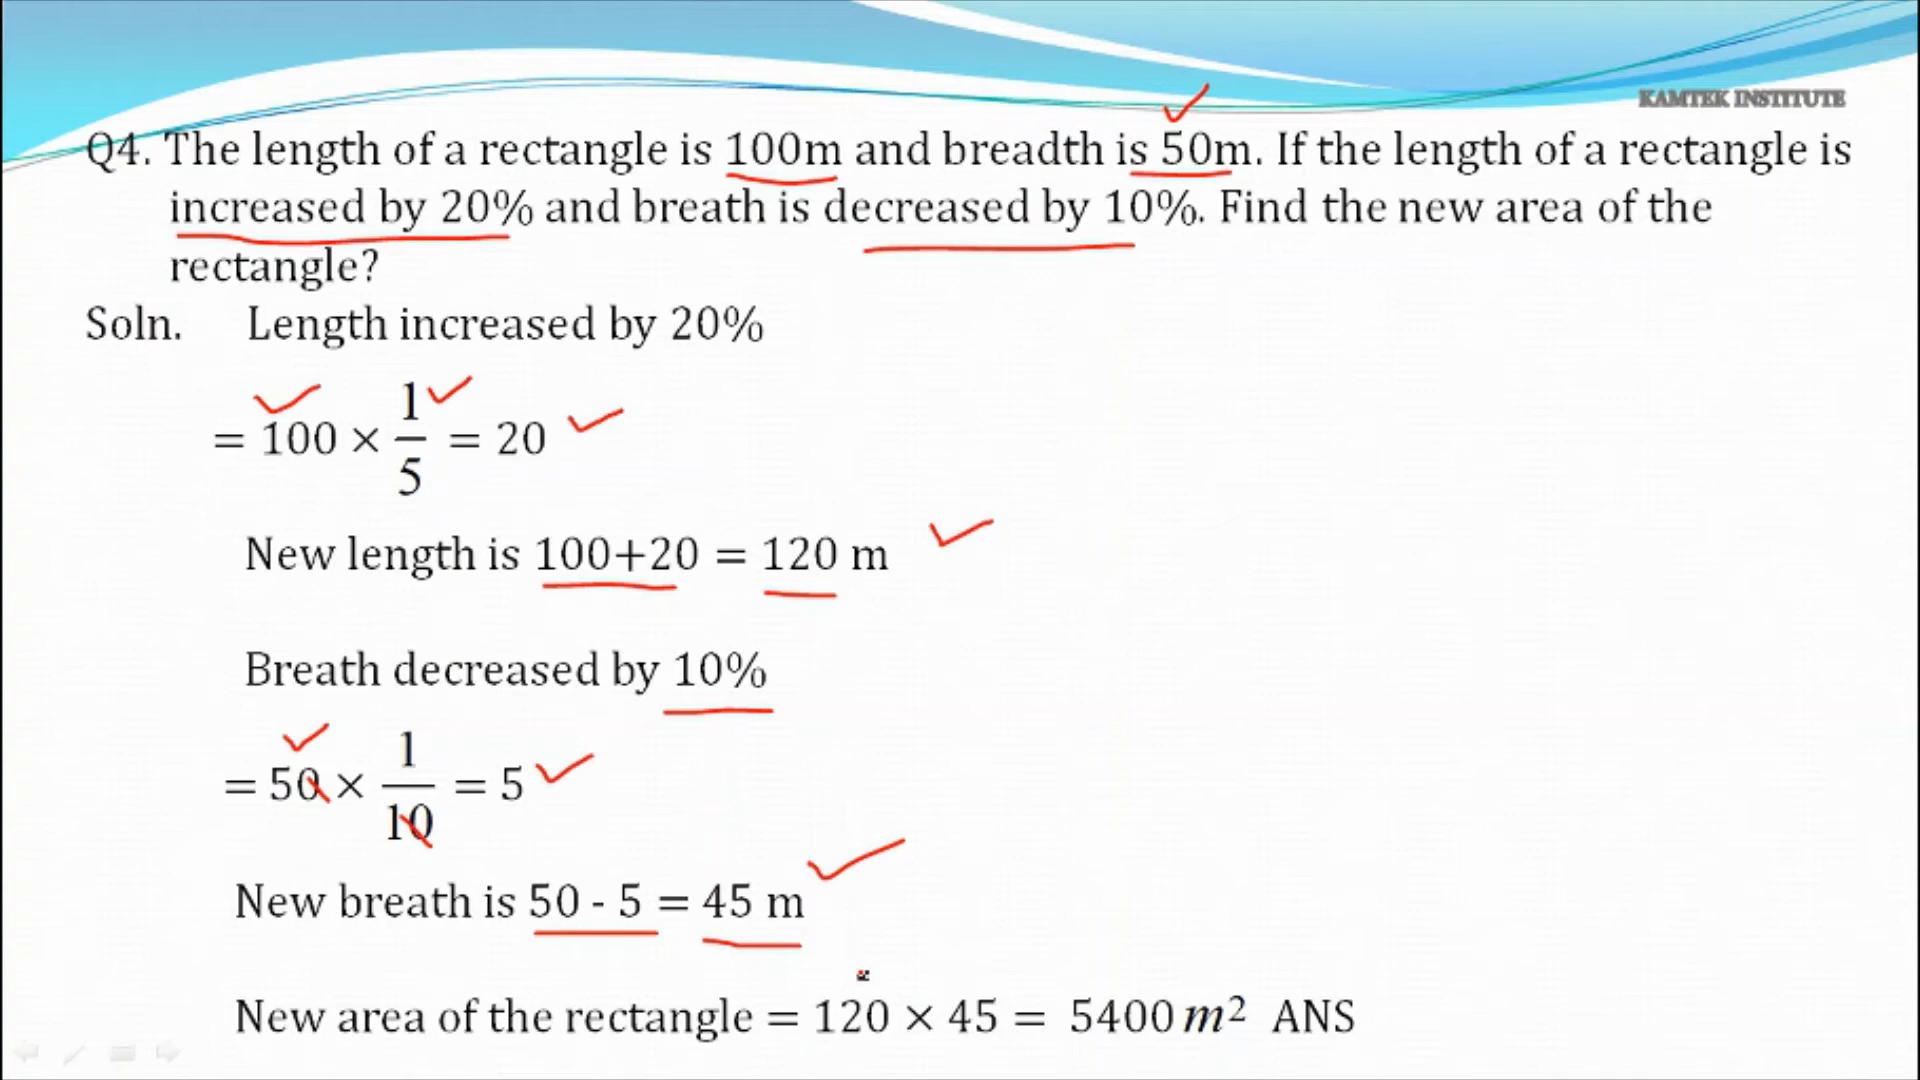 KAMTEK INSTITUTE
Q4. The length of a rectangle is 100m and breadth is 50m. If the length of a rectangle is
increased by 20% and breath is decreased by 10%. Find the new area of the
rectangle?
Soln. Length increased by 20%
= 100 × 1/5 = 20
New length is 100+20 = 120 m
Breath decreased by 10%
= 50 × 1/10 = 5
New breath is 50 - 5 = 45 m
New area of the rectangle = 120 × 45 = 5400 m² ANS